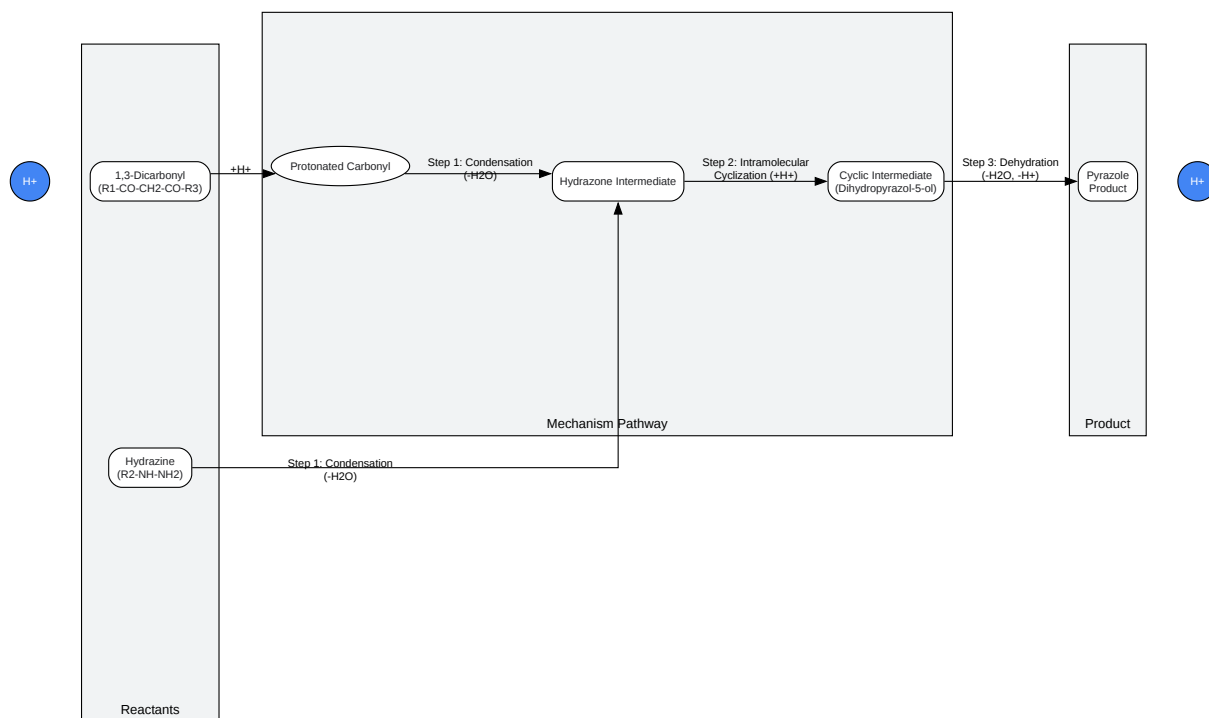 H+
1,3-Dicarbonyl
(R1-CO-CH2-CO-R3)
+H+
Protonated Carbonyl
Step 1: Condensation
(-H2O)
Hydrazone Intermediate
Step 2: Intramolecular
Cyclization (+H+)
Cyclic Intermediate
(Dihydropyrazol-5-ol)
Step 3: Dehydration
(-H2O, -H+)
Pyrazole
Product
H+
Mechanism Pathway
Product
Hydrazine
(R2-NH-NH2)
Step 1: Condensation
(-H2O)
Reactants